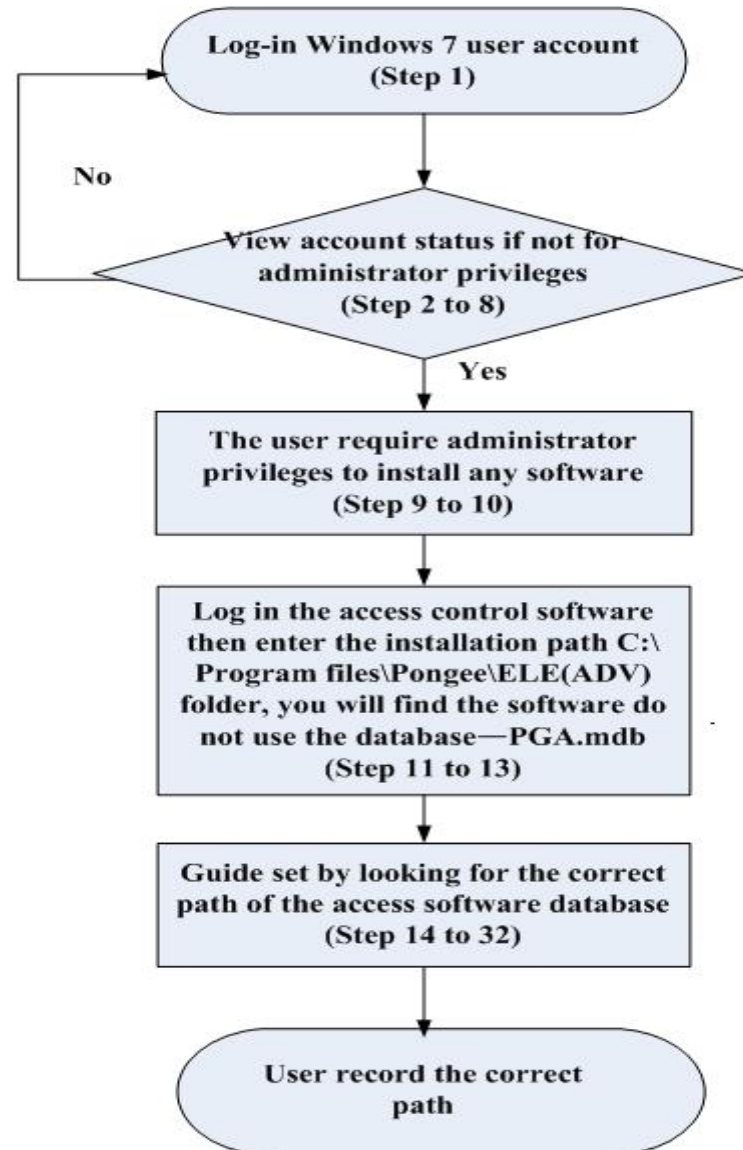 Log-in Windows 7 user account
(Step 1)
No
View account status if not for
administrator privileges
(Step 2 to 8)
Yes
The user require administrator
privileges to install any software
(Step 9 to 10)
Log in the access control software
then enter the installation path C:\
Program files\Pongee\ELE(ADV)
folder, you will find the software do
not use the database—PGA.mdb
(Step 11 to 13)
Guide set by looking for the correct
path of the access software database
(Step 14 to 32)
User record the correct
path